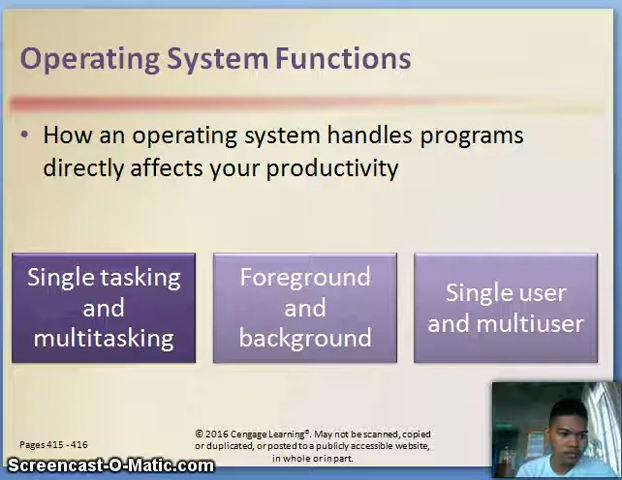 Operating System Functions
• How an operating system handles programs
directly affects your productivity
Single tasking
and
multitasking
Foreground
and
background
Single user
and multiuser
Pages 415 - 416
© 2016 Cengage Learning®. May not be scanned, copied
or duplicated, or posted to a publicly accessible website,
in whole or in part.
Screencast-O-Matic.com